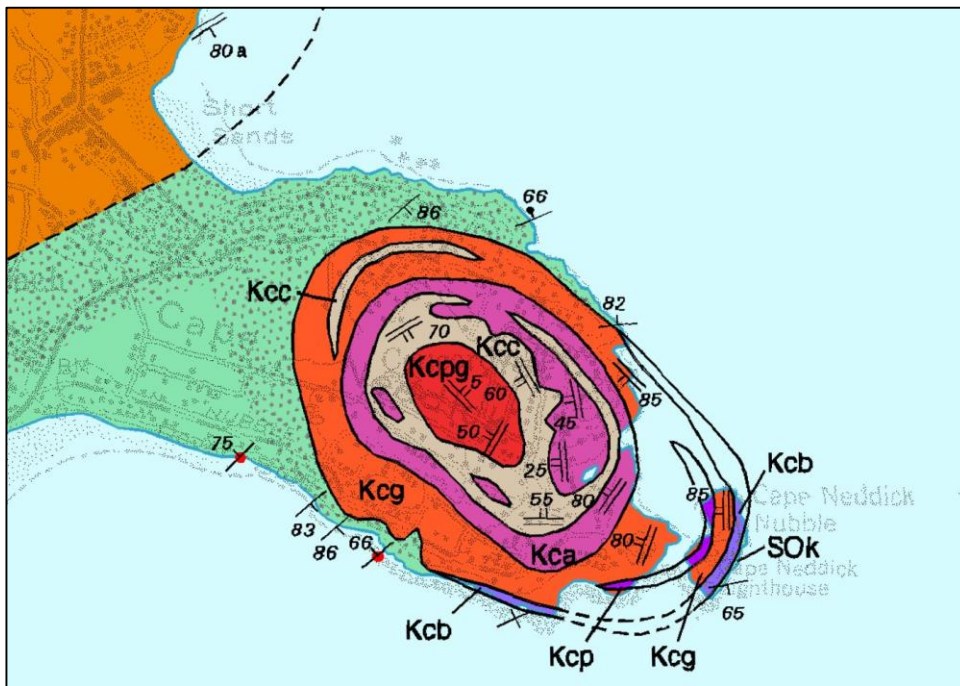 80 a
Short
Sands
66
86
82
Kcc
70
Kcc
Cape
Kcpg
5
60
85
45
50
75
25
55
80
85
Kcb
Kcg
Cape Neddick
Nubble
83
86
66
Kca
80
SOk
Cape Neddick
Lighthouse
65
Kcb
Kcp
Kcg